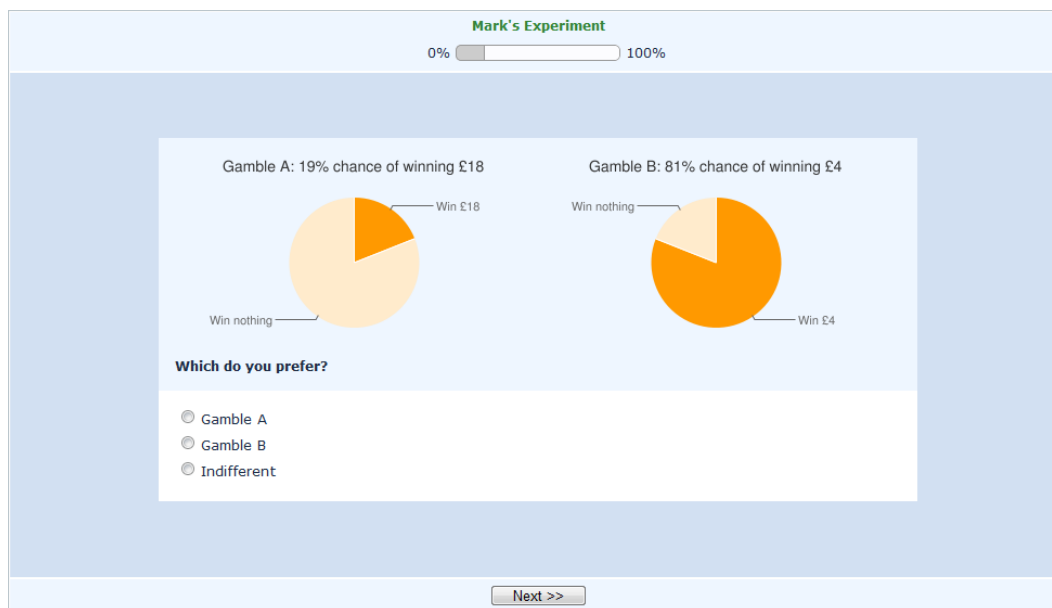 Mark's Experiment
0% 100%
Gamble A: 19% chance of winning £18
Win £18
Win nothing
Gamble B: 81% chance of winning £4
Win nothing
Win £4
Which do you prefer?
Gamble A
Gamble B
Indifferent
Next >>